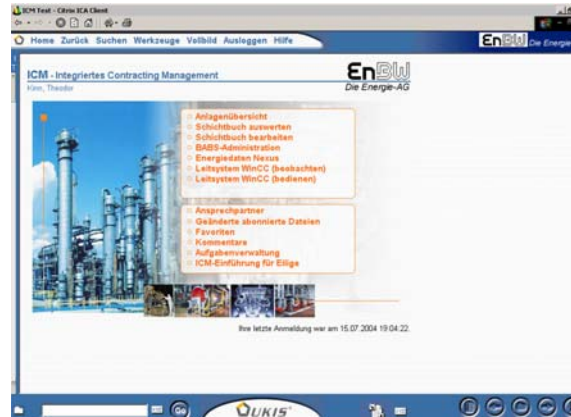 ICM Test - Citrix ICA Client
Home Zurück Suchen Werkzeuge Vollbild Ausloggen Hilfe
EnBW Die Energie
ICM - Integriertes Contracting Management
EnBW
Die Energie-AG
Anlagenübersicht
Schichtbuch auswerten
Schichtbuch bearbeiten
BABS-Administration
Energiedaten Nexus
Leitsystem WinCC (beobachten)
Leitsystem WinCC (bedienen)
Ansprechpartner
Geänderte abonnierte Dateien
Favoriten
Kommentare
Aufgabenverwaltung
ICM-Einführung für Eilige
Ihre letzte Anmeldung war am 15.07.2004 19:04:22.
Go
UKIS